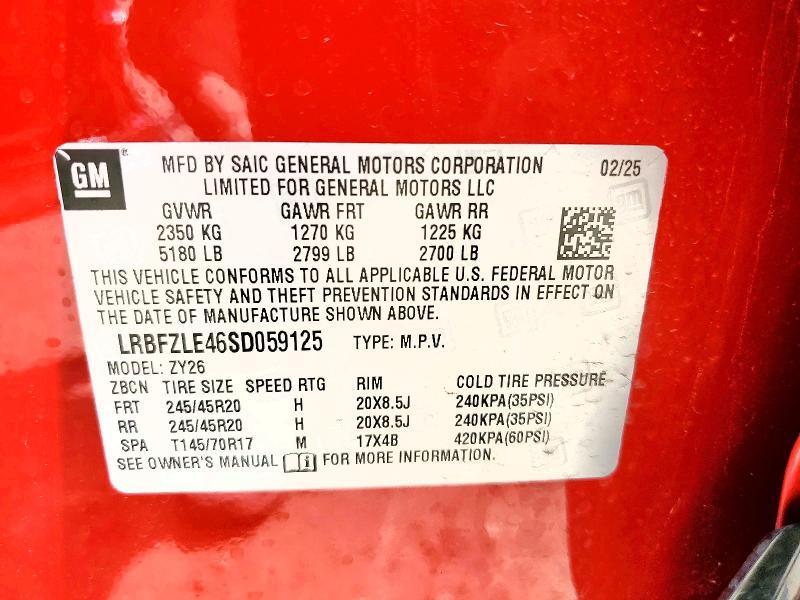 GM
MFD BY SAIC GENERAL MOTORS CORPORATION 02/25
LIMITED FOR GENERAL MOTORS LLC
GVWR GAWR FRT GAWR RR
2350 KG 1270 KG 1225 KG
5180 LB 2799 LB 2700 LB
THIS VEHICLE CONFORMS TO ALL APPLICABLE U.S. FEDERAL MOTOR
VEHICLE SAFETY AND THEFT PREVENTION STANDARDS IN EFFECT ON
THE DATE OF MANUFACTURE SHOWN ABOVE.
LRBFZLE46SD059125 TYPE: M.P.V.
MODEL: ZY26
ZBCN TIRE SIZE SPEED RTG RIM COLD TIRE PRESSURE
FRT 245/45R20 H 20X8.5J 240KPA(35PSI)
RR 245/45R20 H 20X8.5J 240KPA(35PSI)
SPA T145/70R17 M 17X4B 420KPA(60PSI)
SEE OWNER'S MANUAL FOR MORE INFORMATION.